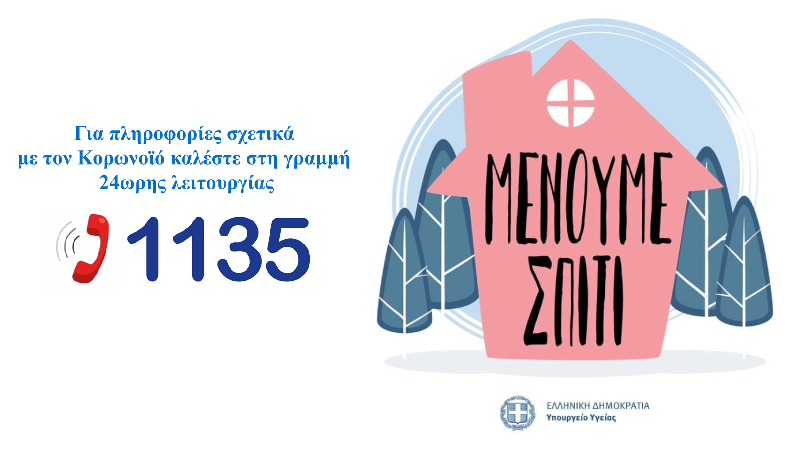 Για πληροφορίες σχετικά
με τον Κορωνοϊό καλέστε στη γραμμή
24ωρης λειτουργίας
1135
ΜΕΝΟΥΜΕ
ΣΠΙΤΙ
ΕΛΛΗΝΙΚΗ ΔΗΜΟΚΡΑΤΙΑ
Υπουργείο Υγείας